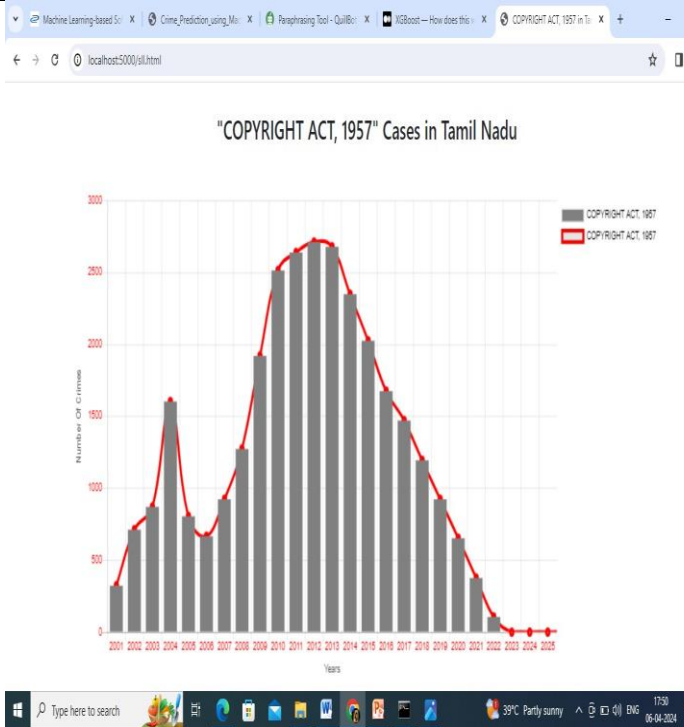 Machine Learning-based So
Crime_Prediction_using_Ma
Paraphrasing Tool - QuillBot
XGBoost — How does this w
COPYRIGHT ACT, 1957 in Ta
localhost:5000/sll.html
"COPYRIGHT ACT, 1957" Cases in Tamil Nadu
COPYRIGHT ACT, 1957
COPYRIGHT ACT, 1957
Number Of Crimes
3000
2500
2000
1500
1000
500
0
2001 2002 2003 2004 2005 2006 2007 2008 2009 2010 2011 2012 2013 2014 2015 2016 2017 2018 2019 2020 2021 2022 2023 2024 2025
Years
Type here to search
39°C Partly sunny
ENG
17:50
06-04-2024